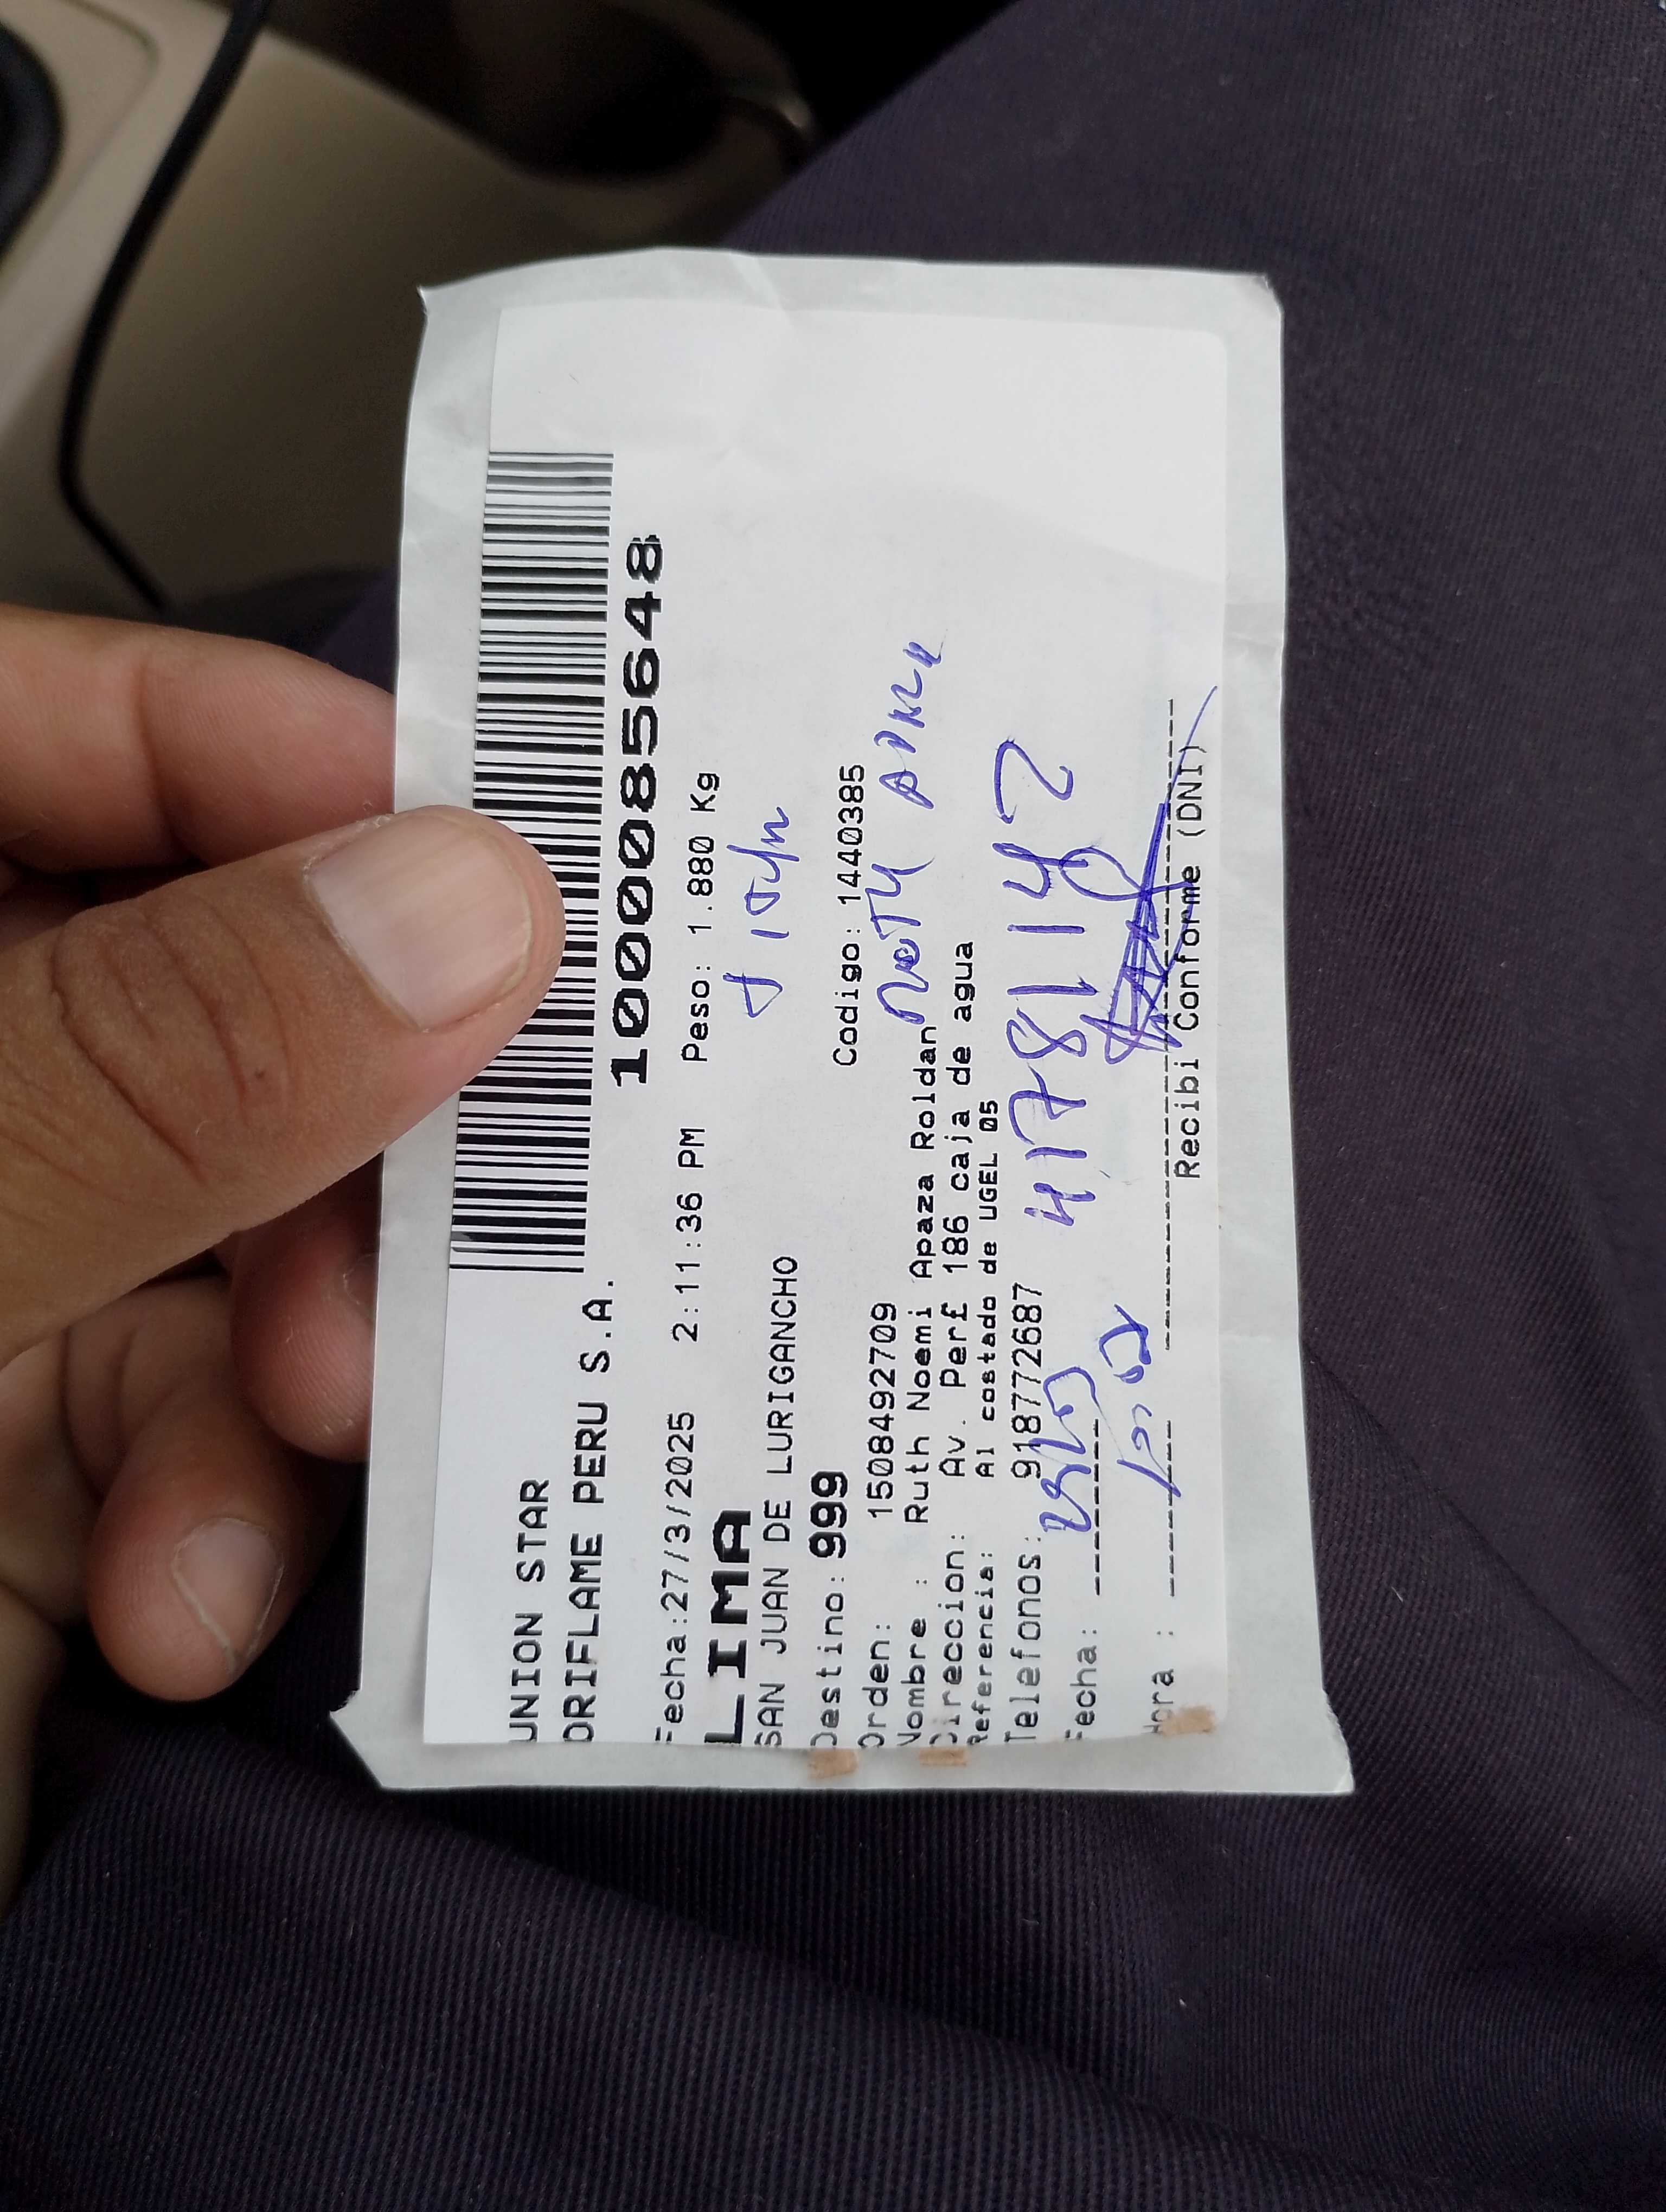 UNION STAR
ORIFLAME PERU S.A.
100085648
Fecha:27/3/2025 2:11:36 PM Peso: 1.880 Kg
LIMA
SAN JUAN DE LURIGANCHO
Destino: 999 Codigo: 1440385
Orden: 1508492709
Nombre : Ruth Noemi Apaza Roldan
Direccion: Av. Perf 186 caja de agua
Referencia: Al costado de UGEL 05
Telefonos: 918772687
41781142
Fecha:
Hora :
Recibi Conforme (DNI)